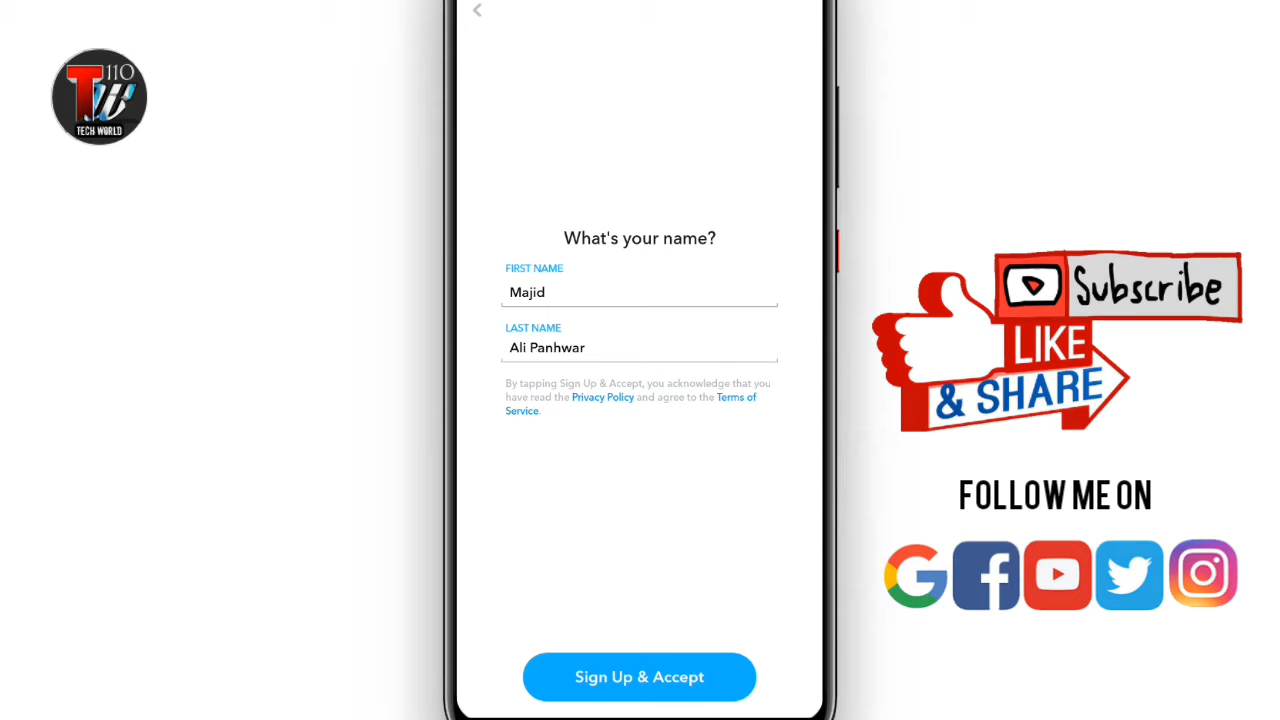 110
TW
TECH WORLD
What's your name?
FIRST NAME
Majid
LAST NAME
Ali Panhwar
By tapping Sign Up & Accept, you acknowledge that you
have read the Privacy Policy and agree to the Terms of
Service.
Sign Up & Accept
Subscribe
LIKE
& SHARE
FOLLOW ME ON